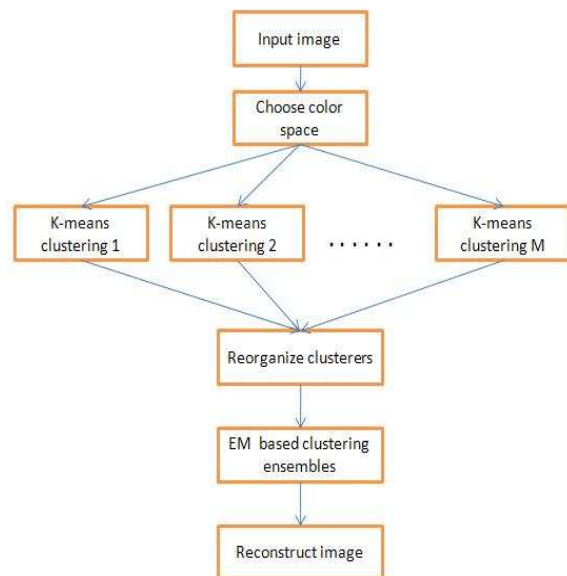 Input image
Choose color
space
K-means
clustering 1
K-means
clustering 2
......
K-means
clustering M
Reorganize clusterers
EM based clustering
ensembles
Reconstruct image